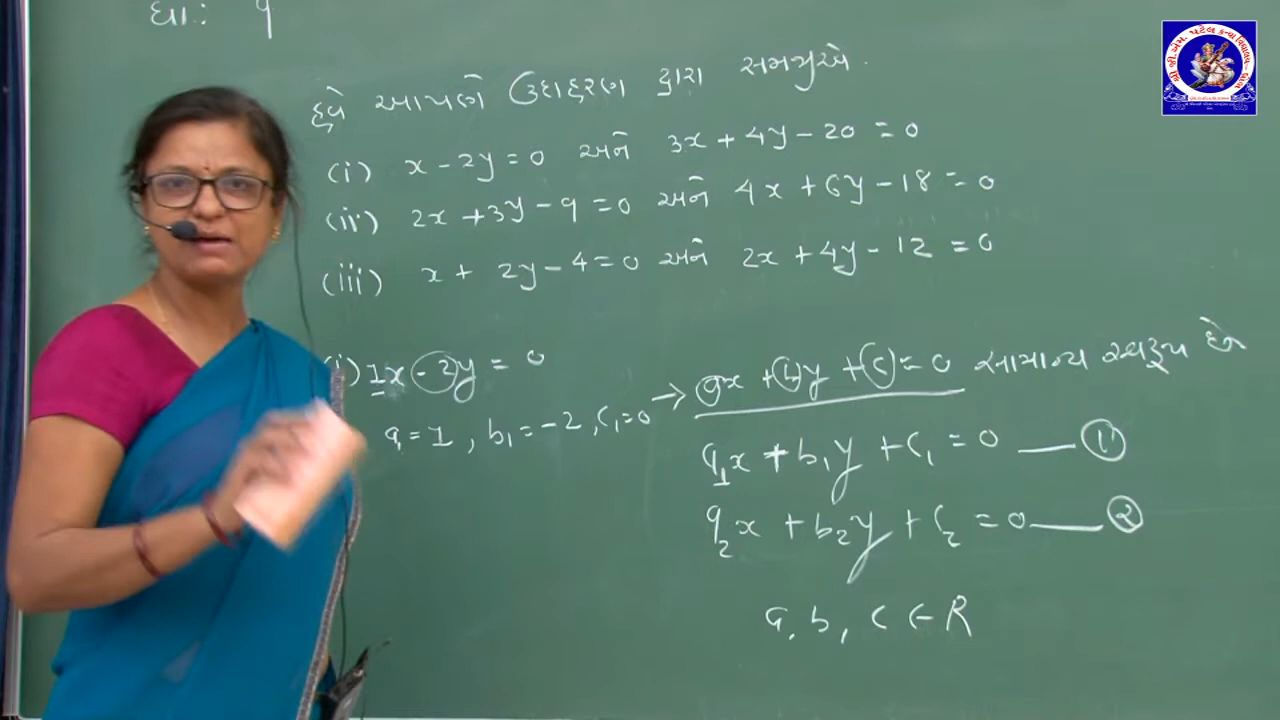 ધા: ૧
હવે આપણે ઉદાહરણ દ્વારા સમજીએ.
(i) x - 2y = 0 અને 3x + 4y - 20 = 0
(ii) 2x + 3y - 9 = 0 અને 4x + 6y - 18 = 0
(iii) x + 2y - 4 = 0 અને 2x + 4y - 12 = 0
(i) 1x - 2y = 0
a₁ = 1, b₁ = -2, c₁ = 0
→ ax + by + c = 0 સામાન્ય સ્વરૂપ છે
a₁x + b₁y + c₁ = 0 — ①
a₂x + b₂y + c₂ = 0 — ૨
a, b, c ∈ R